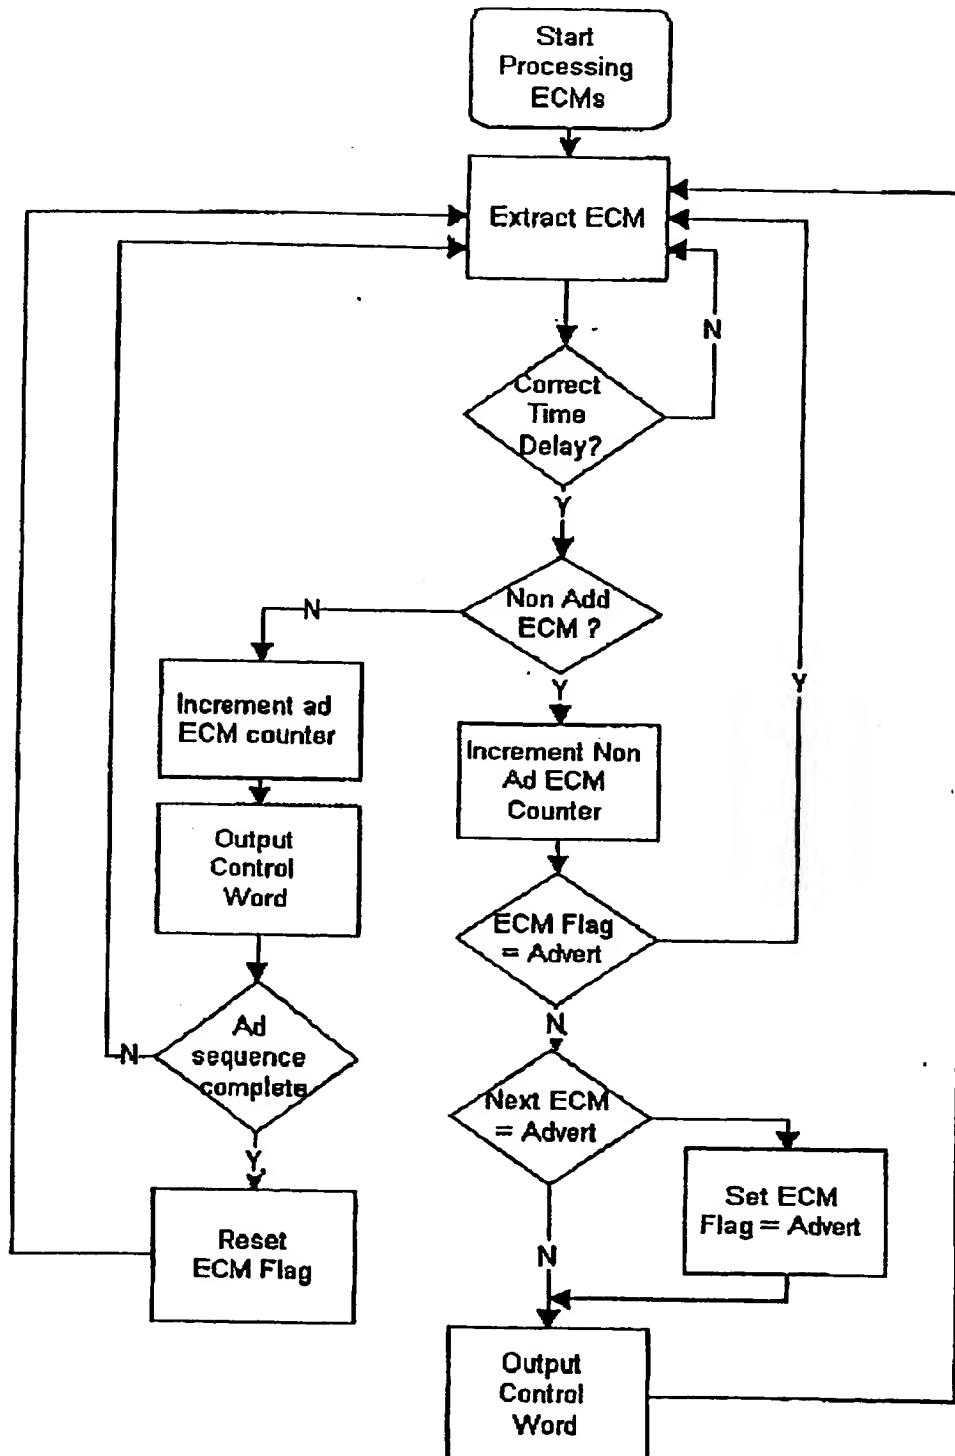 Start
Processing
ECMs
Extract ECM
N
Correct
Time
Delay?
Y
Non Add
ECM ?
N
Y
Y
Increment ad
ECM counter
Increment Non
Ad ECM
Counter
Output
Control
Word
ECM Flag
= Advert
N
Ad
sequence
complete
N
Next ECM
= Advert
Y
Set ECM
Flag = Advert
Reset
ECM Flag
N
Output
Control
Word